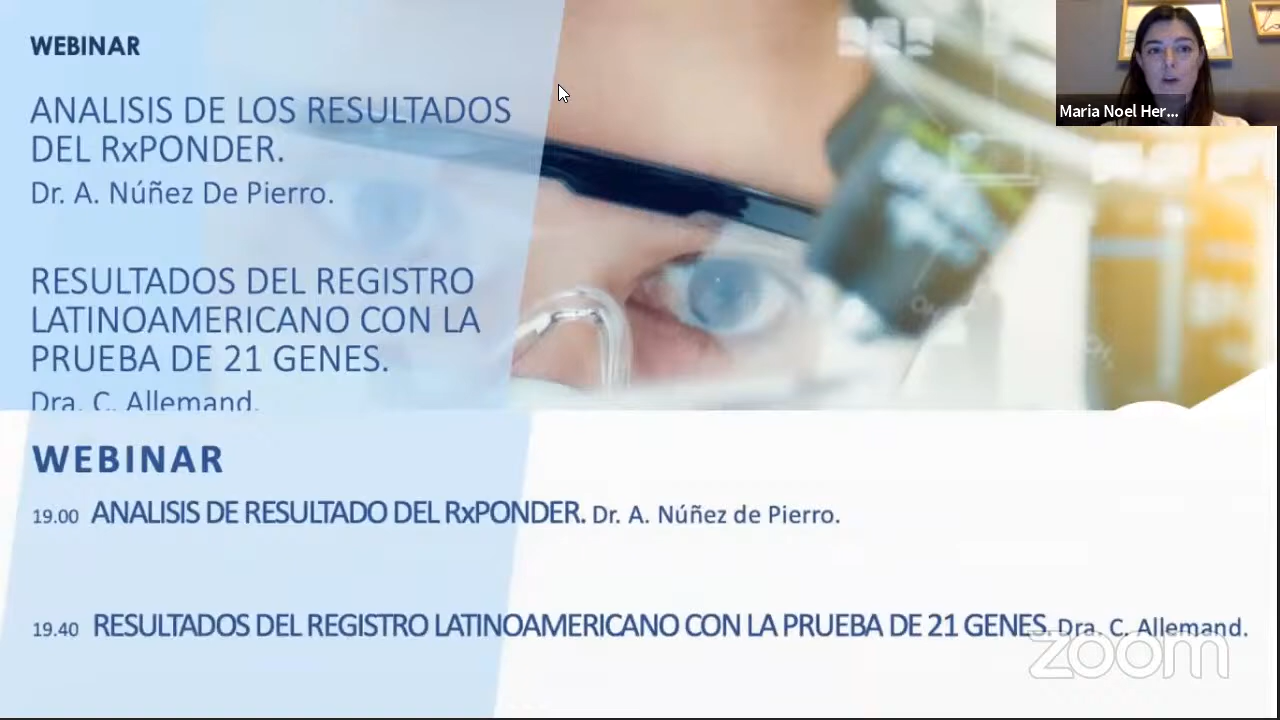 WEBINAR
ANALISIS DE LOS RESULTADOS
DEL RxPONDER.
Dr. A. Núñez De Pierro.
RESULTADOS DEL REGISTRO
LATINOAMERICANO CON LA
PRUEBA DE 21 GENES.
Dra. C. Allemand.
Maria Noel Her...
WEBINAR
19.00 ANALISIS DE RESULTADO DEL RxPONDER. Dr. A. Núñez de Pierro.
19.40 RESULTADOS DEL REGISTRO LATINOAMERICANO CON LA PRUEBA DE 21 GENES. Dra. C. Allemand.
zoom